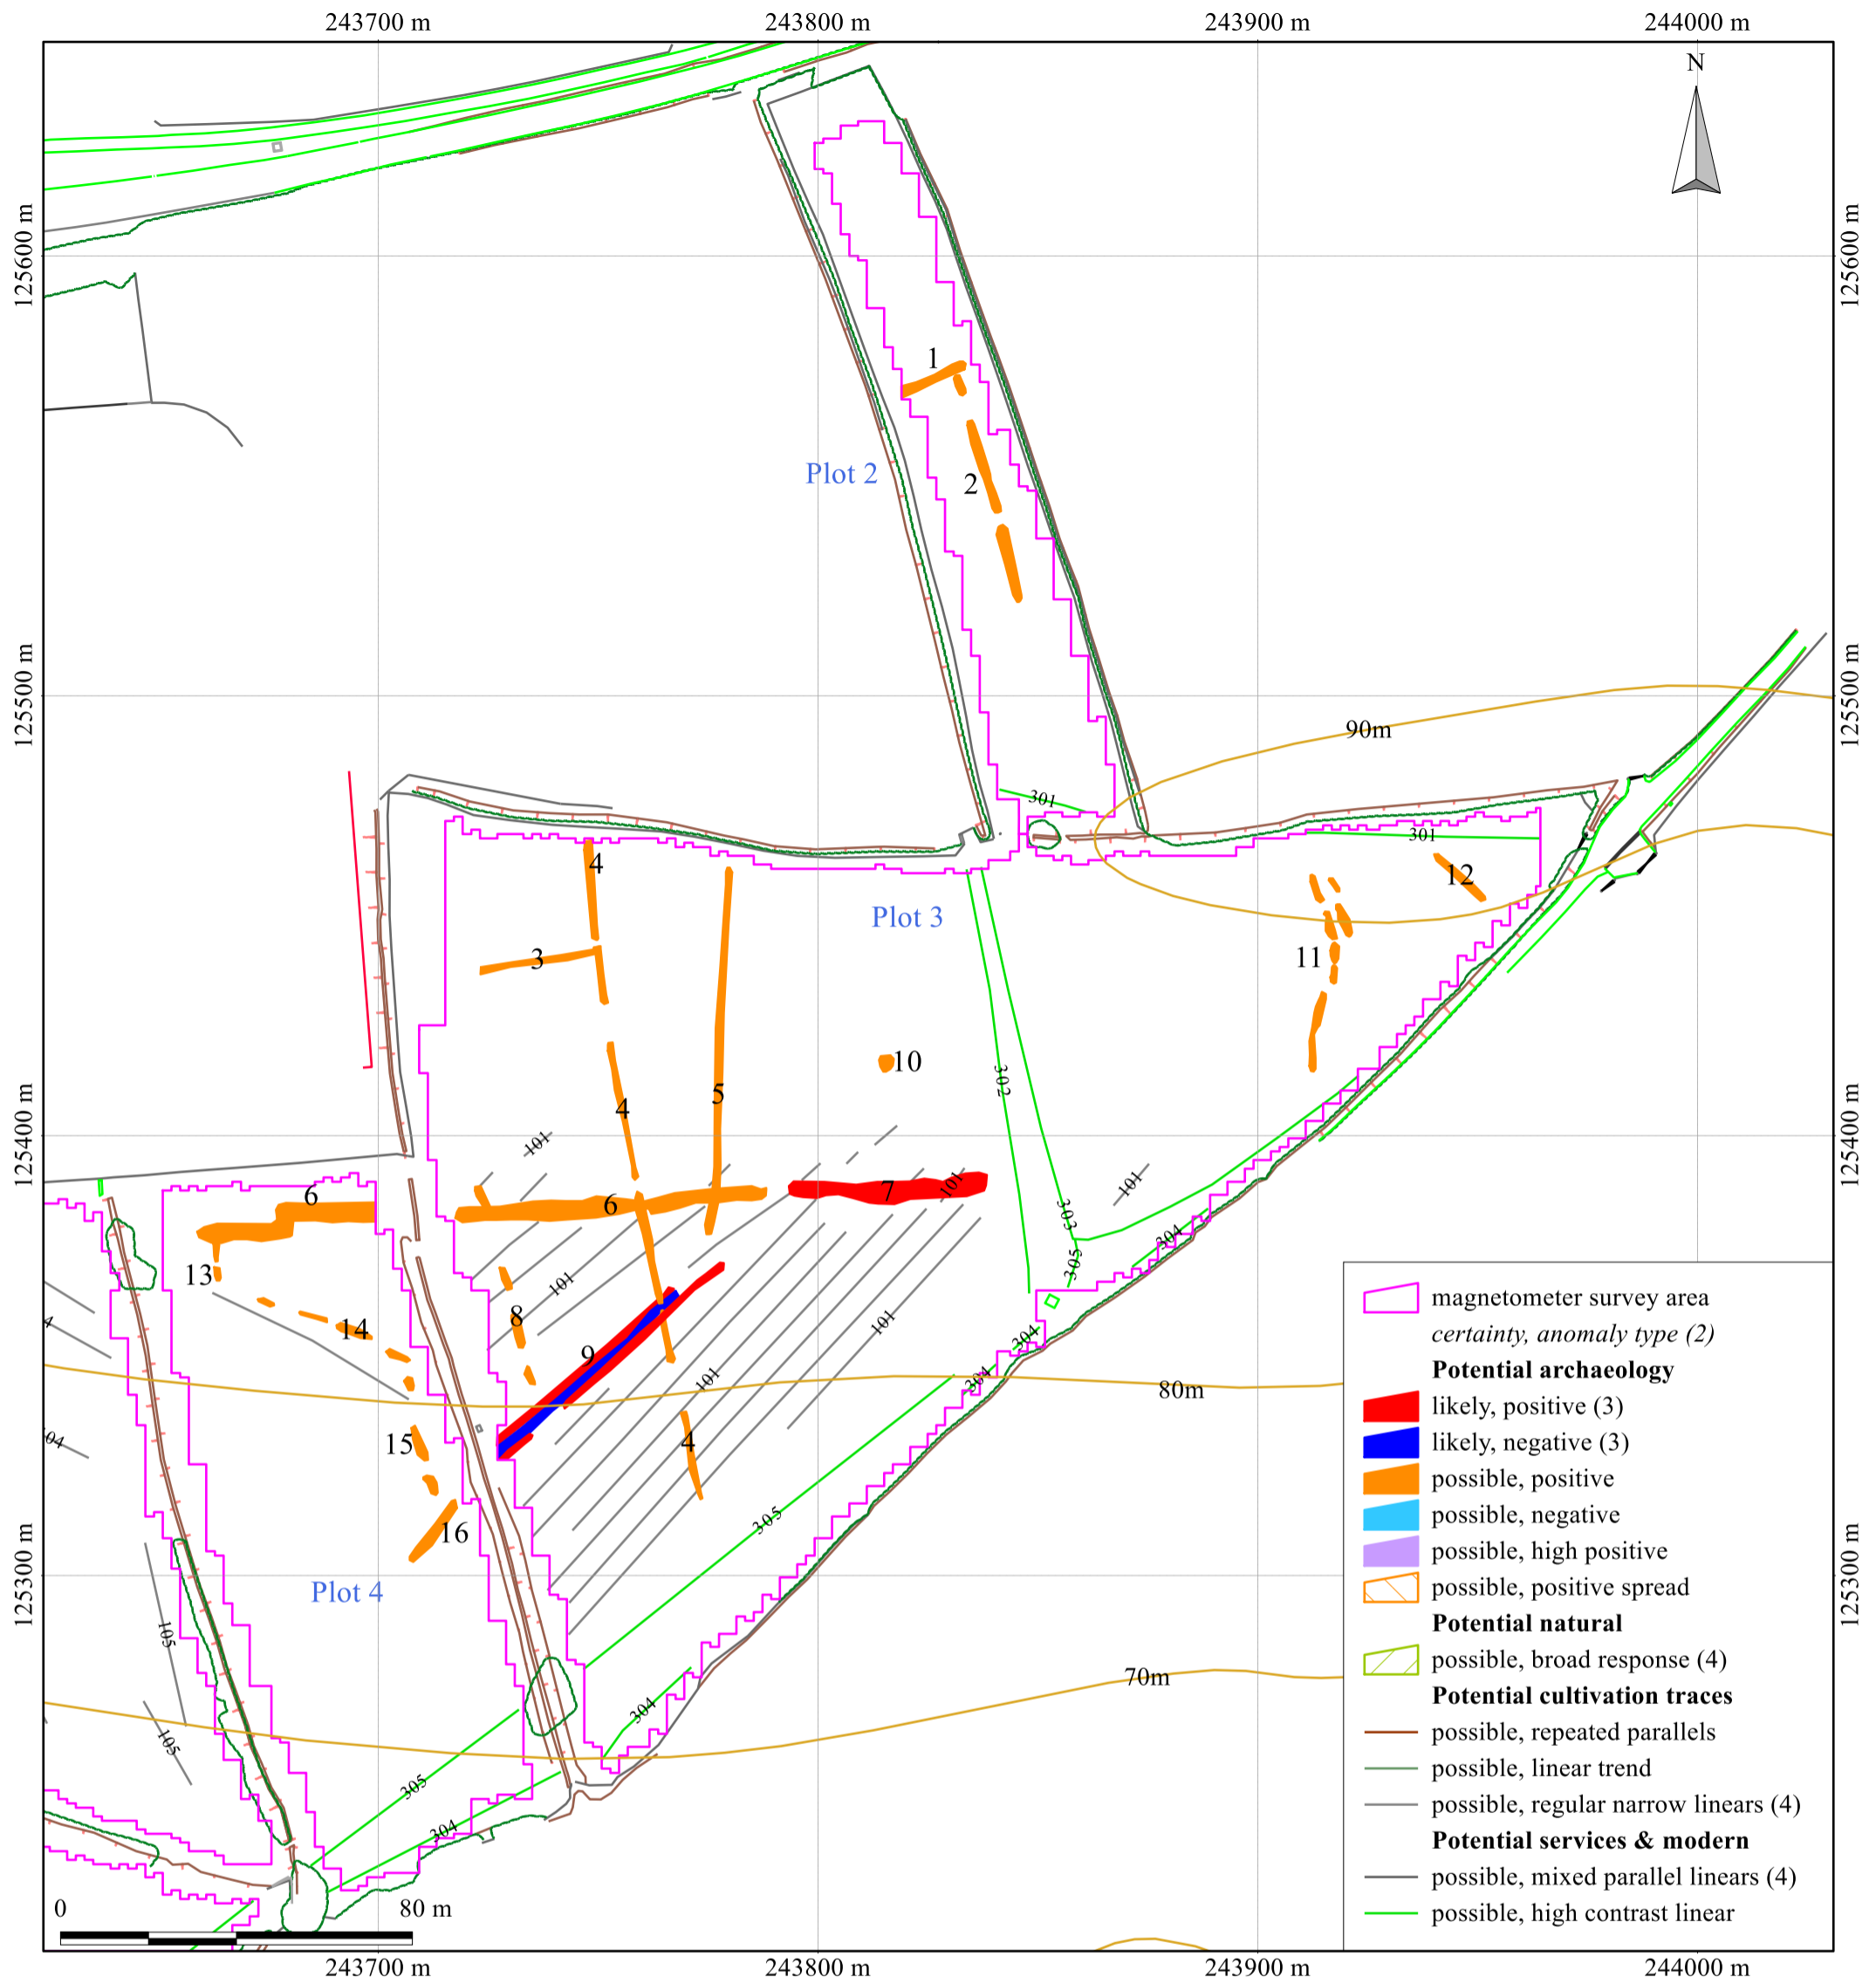 243700 m
243800 m
243900 m
244000 m
N
125600 m
125600 m
1
Plot 2
2
125500 m
125500 m
90m
301
301
4
12
3
Plot 3
11
10
302
5
4
125400 m
125400 m
101
101
101
6
6
7
303
304
305
13
101
8
14
9
101
101
304
304
4
80m
4
04
15
16
305
125300 m
125300 m
Plot 4
105
105
304
70m
305
304
magnetometer survey area
certainty, anomaly type (2)
Potential archaeology
likely, positive (3)
likely, negative (3)
possible, positive
possible, negative
possible, high positive
possible, positive spread
Potential natural
possible, broad response (4)
Potential cultivation traces
possible, repeated parallels
possible, linear trend
possible, regular narrow linears (4)
Potential services & modern
possible, mixed parallel linears (4)
possible, high contrast linear
0
80 m
243700 m
243800 m
243900 m
244000 m